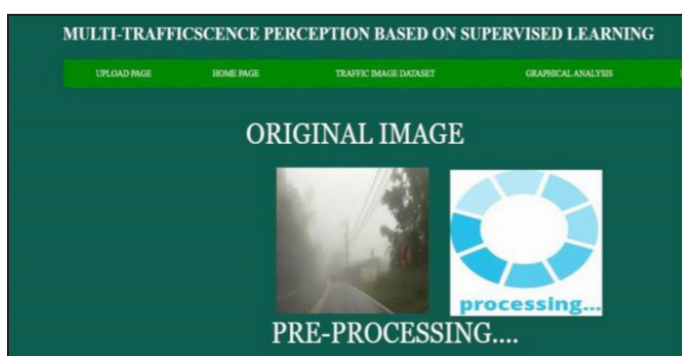 MULTI-TRAFFICSCENCE PERCEPTION BASED ON SUPERVISED LEARNING
UPLOAD PAGE HOME PAGE TRAFFIC IMAGE DATASET GRAPHICAL ANALYSIS
ORIGINAL IMAGE
processing...
PRE-PROCESSING....